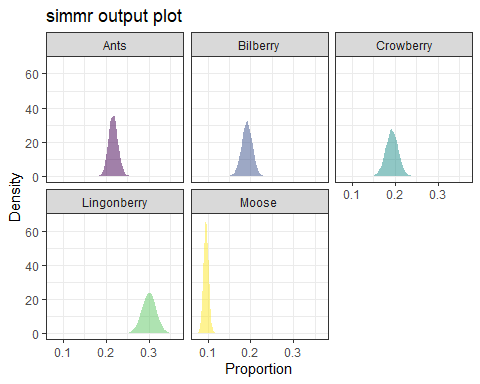 simmr output plot
Ants Bilberry Crowberry
60
40
20
0
0.1 0.2 0.3
Lingonberry Moose
60
40
20
0
0.1 0.2 0.3 0.1 0.2 0.3
Proportion
Density